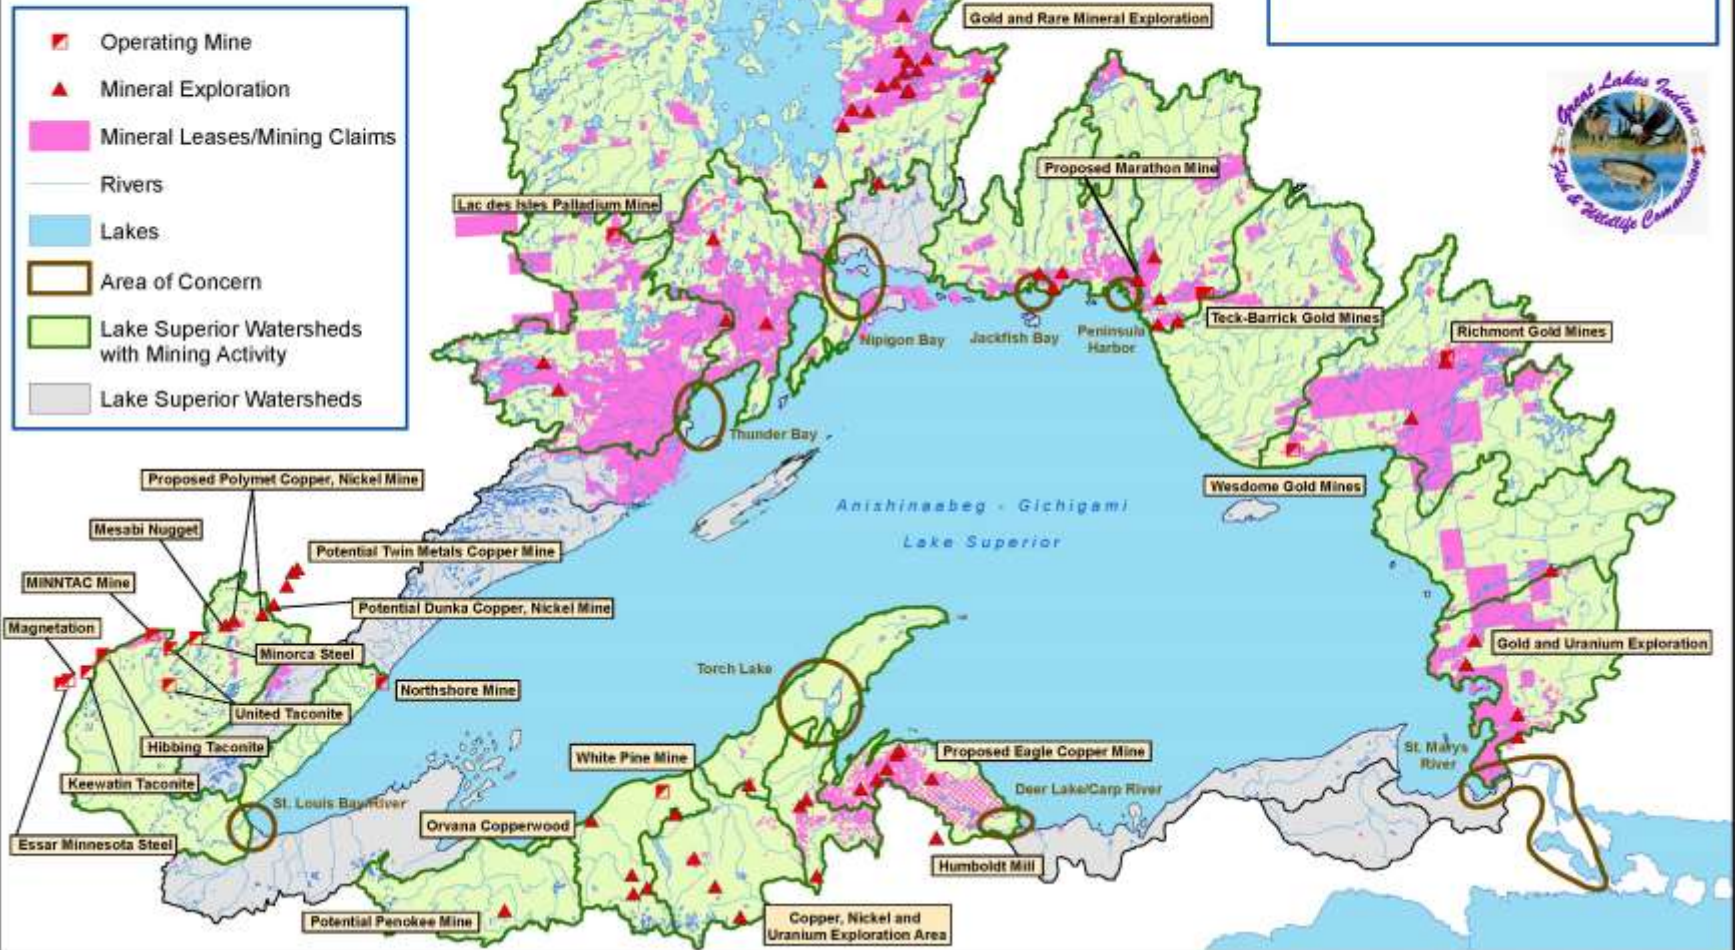 Operating Mine
Mineral Exploration
Mineral Leases/Mining Claims
Rivers
Lakes
Area of Concern
Lake Superior Watersheds
with Mining Activity
Lake Superior Watersheds
Gold and Rare Mineral Exploration
Great Lakes Indian
Fish & Wildlife Commission
Proposed Marathon Mine
Lac des Isles Palladium Mine
Teck-Barrick Gold Mines
Richmont Gold Mines
Nipigon Bay
Jackfish Bay
Peninsula
Harbor
Thunder Bay
Proposed Polymet Copper, Nickel Mine
Wesdome Gold Mines
Anishinaabeg - Gichigami
Lake Superior
Mesabi Nugget
Potential Twin Metals Copper Mine
MINNTAC Mine
Potential Dunka Copper, Nickel Mine
Magnetation
Minorca Steel
Gold and Uranium Exploration
Torch Lake
Northshore Mine
United Taconite
Hibbing Taconite
White Pine Mine
Proposed Eagle Copper Mine
St. Marys
River
Keewatin Taconite
St. Louis Bay/River
Deer Lake/Carp River
Orvana Copperwood
Essar Minnesota Steel
Humboldt Mill
Potential Penokee Mine
Copper, Nickel and
Uranium Exploration Area